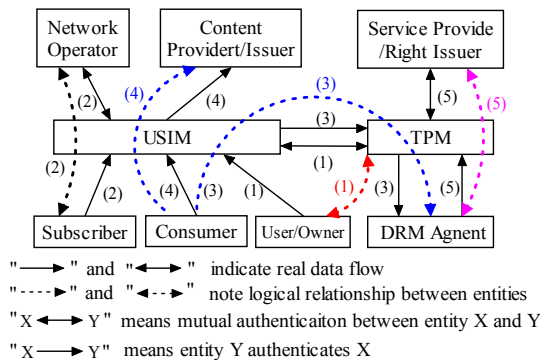 Network
Operator
Content
Providert/Issuer
Service Provide
/Right Issuer
(2)
(4)
(4)
(3)
(5)
(5)
USIM
(3)
TPM
(1)
(2)
(2)
(4)
(3)
(1)
(1)
(3)
(5)
Subscriber
Consumer
User/Owner
DRM Agnent
" " and " " indicate real data flow
" " and " " note logical relationship between entities
"X Y" means mutual authenticaiton between entity X and Y
"X Y" means entity Y authenticates X